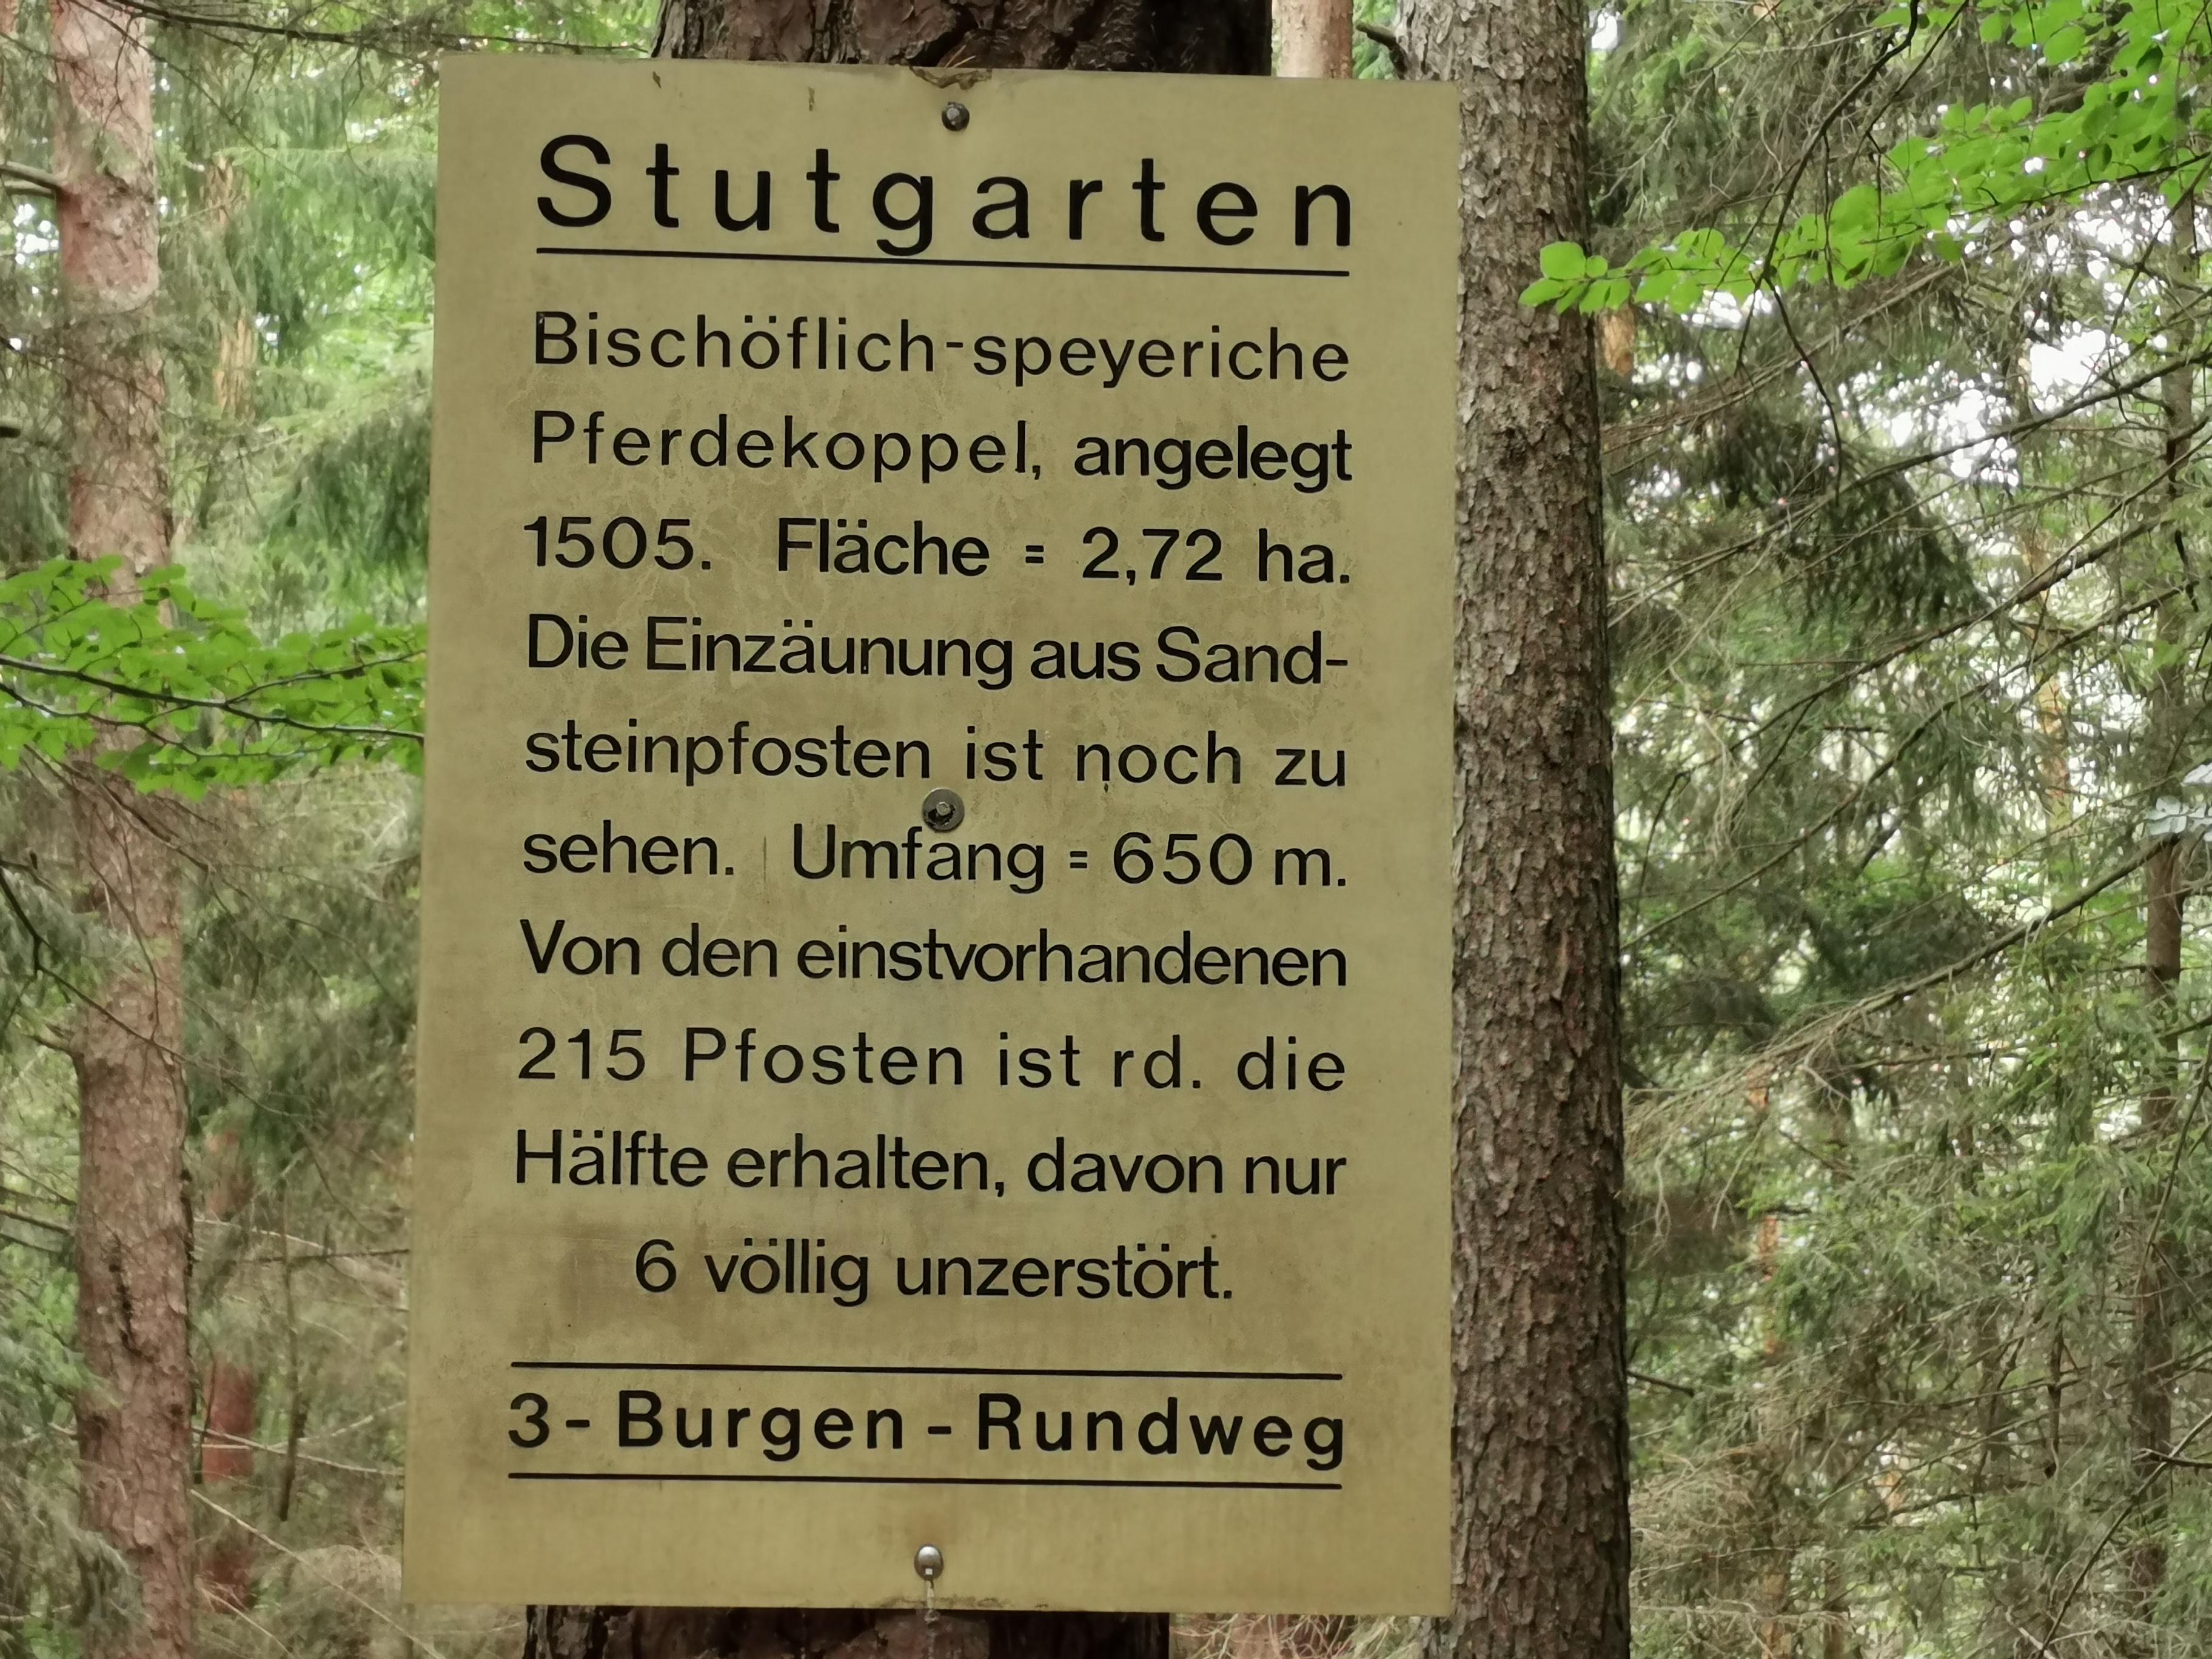 Stutgarten
Bischöflich-speyeriche
Pferdekoppel, angelegt
1505. Fläche = 2,72 ha.
Die Einzäunung aus Sand-
steinpfosten ist noch zu
sehen. Umfang = 650 m.
Von den einstvorhandenen
215 Pfosten ist rd. die
Hälfte erhalten, davon nur
6 völlig unzerstört.
3-Burgen-Rundweg